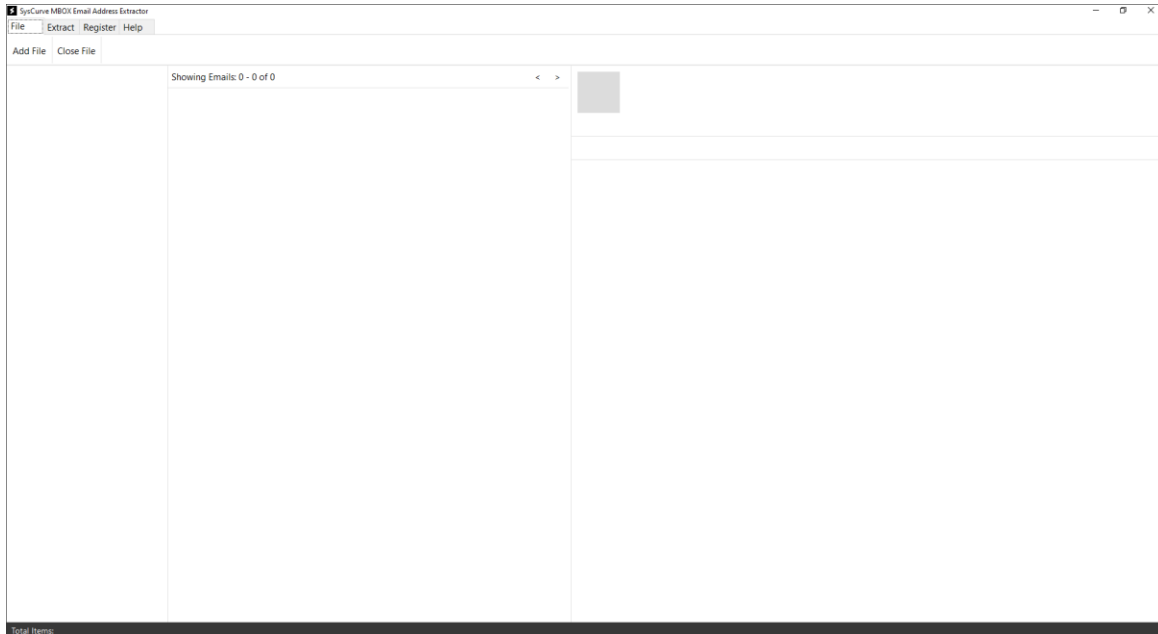 SysCurve MBOX Email Address Extractor
File Extract Register Help
Add File Close File
Showing Emails: 0 - 0 of 0 < >
Total Items: